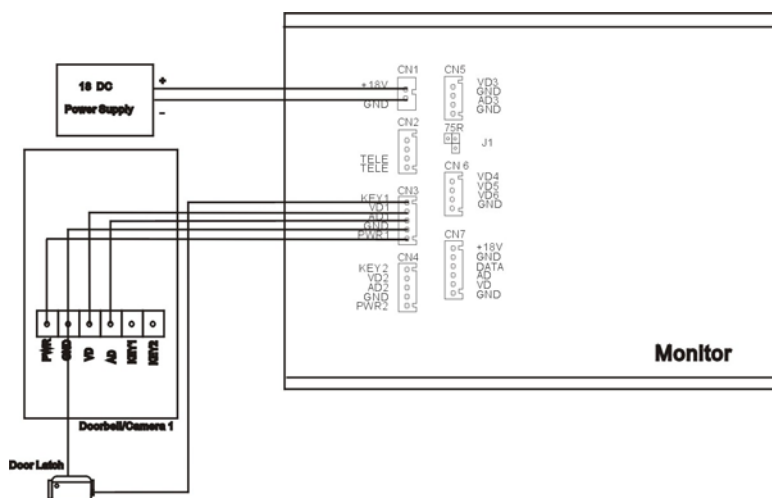 18 DC
Power Supply
+
–
CN1
+18V
GND
CN2
TELE
TELE
CN3
KEY1
VD1
AD1
GND
PWR1
CN4
KEY2
VD2
AD2
GND
PWR2
CN5
VD3
GND
AD3
GND
75R
J1
CN 6
VD4
VD5
VD6
GND
CN7
+18V
GND
DATA
AD
VD
GND
Monitor
PWR
GND
VD
AD
KEY1
KEY2
Doorbell/Camera 1
Door Latch